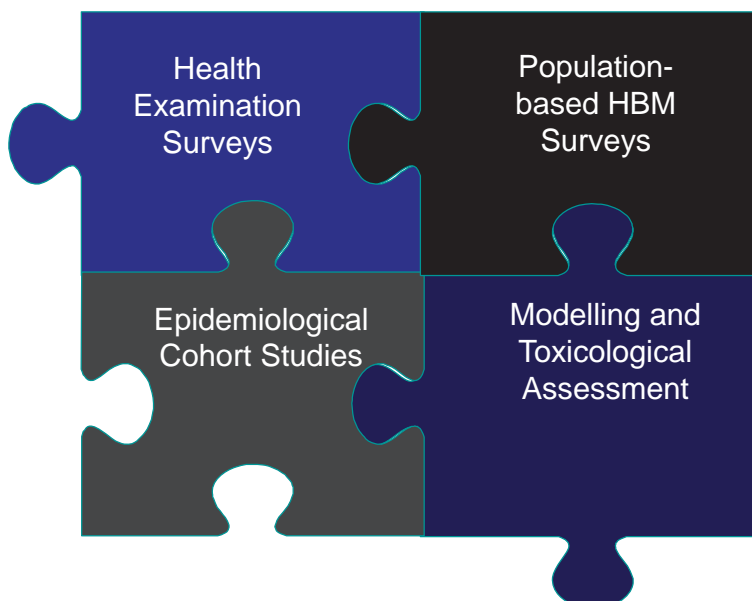 Health
Examination
Surveys
Population-
based HBM
Surveys
Epidemiological
Cohort Studies
Modelling and
Toxicological
Assessment